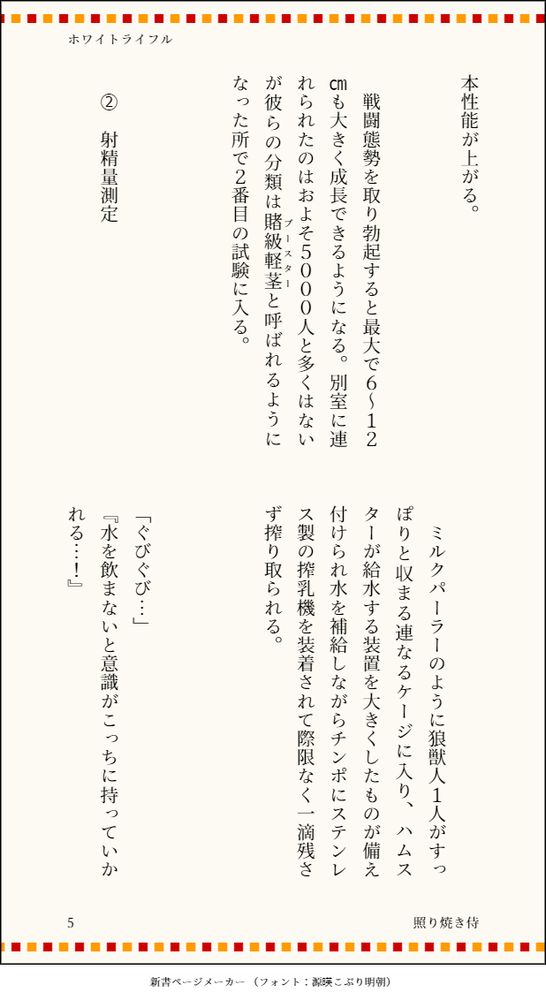 ホワイトライフル
本性能が上がる。
戦闘態勢を取り勃起すると最大で６〜１２
㎝も大きく成長できるようになる。別室に連
れられたのはおよそ５０００人と多くはない
が彼らの分類は賭級軽茎と呼ばれるように
ブースター
なった所で２番目の試験に入る。
② 射精量測定
ミルクパーラーのように狼獣人１人がすっ
ぽりと収まる連なるケージに入り、ハムス
ターが給水する装置を大きくしたものが備え
付けられ水を補給しながらチンポにステンレ
ス製の搾乳機を装着されて際限なく一滴残さ
ず搾り取られる。
「ぐびぐび…」
『水を飲まないと意識がこっちに持っていか
れる…！』
5
照り焼き侍
新書ページメーカー（フォント：源暎こぶり明朝）